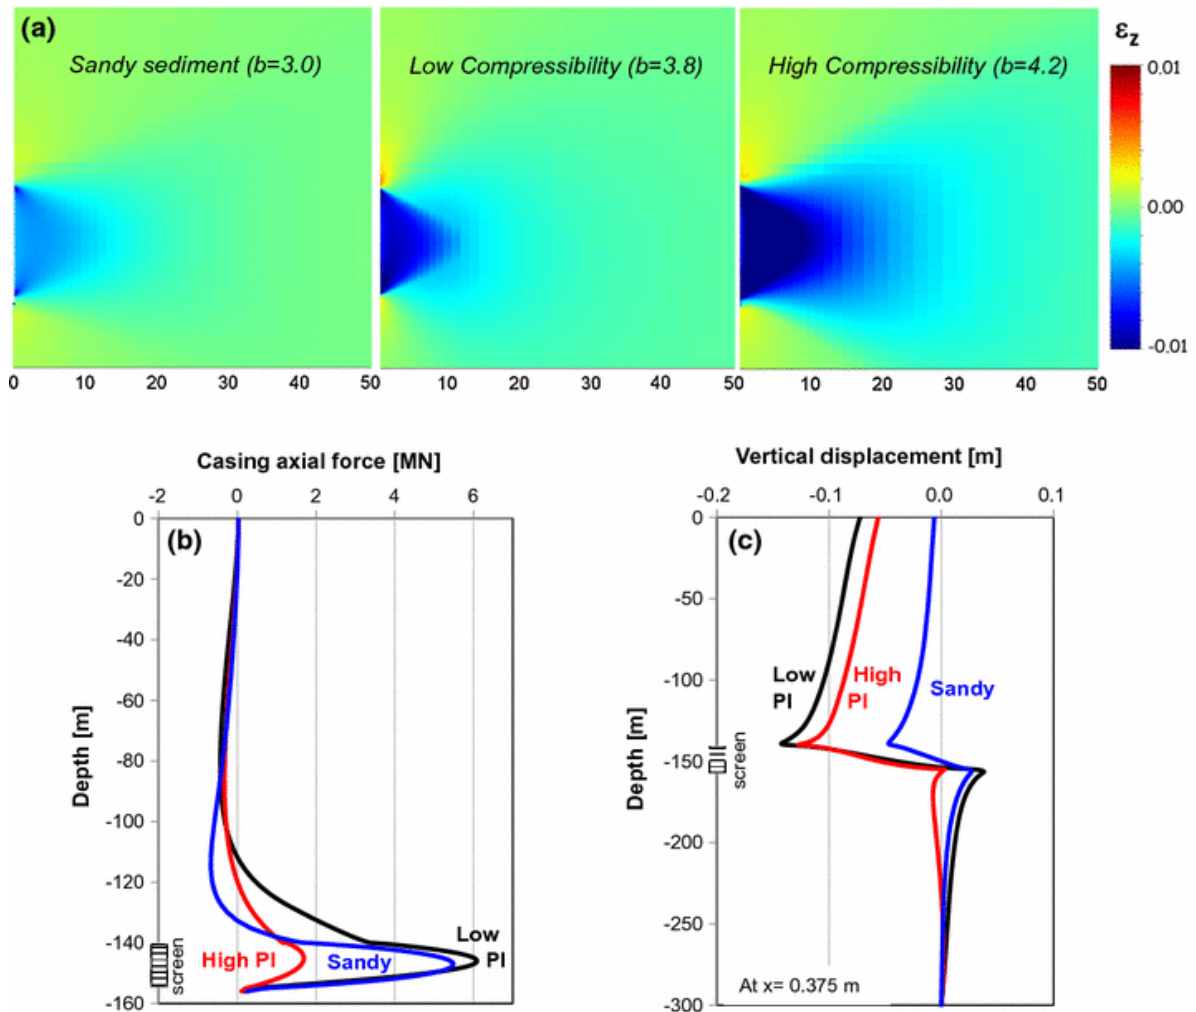 (a)
Sandy sediment (b=3.0)
Low Compressibility (b=3.8)
High Compressibility (b=4.2)
εz
0.01
0.00
-0.01
0 10 20 30 40 50
10 20 30 40 50
10 20 30 40 50
Casing axial force [MN]
-2 0 2 4 6
(b)
Depth [m]
0
-20
-40
-60
-80
-100
-120
-140
-160
screen
High PI
Sandy
Low
PI
Vertical displacement [m]
-0.2 -0.1 0.0 0.1
(c)
Depth [m]
0
-50
-100
-150
-200
-250
-300
screen
Low
PI
High
PI
Sandy
At x= 0.375 m